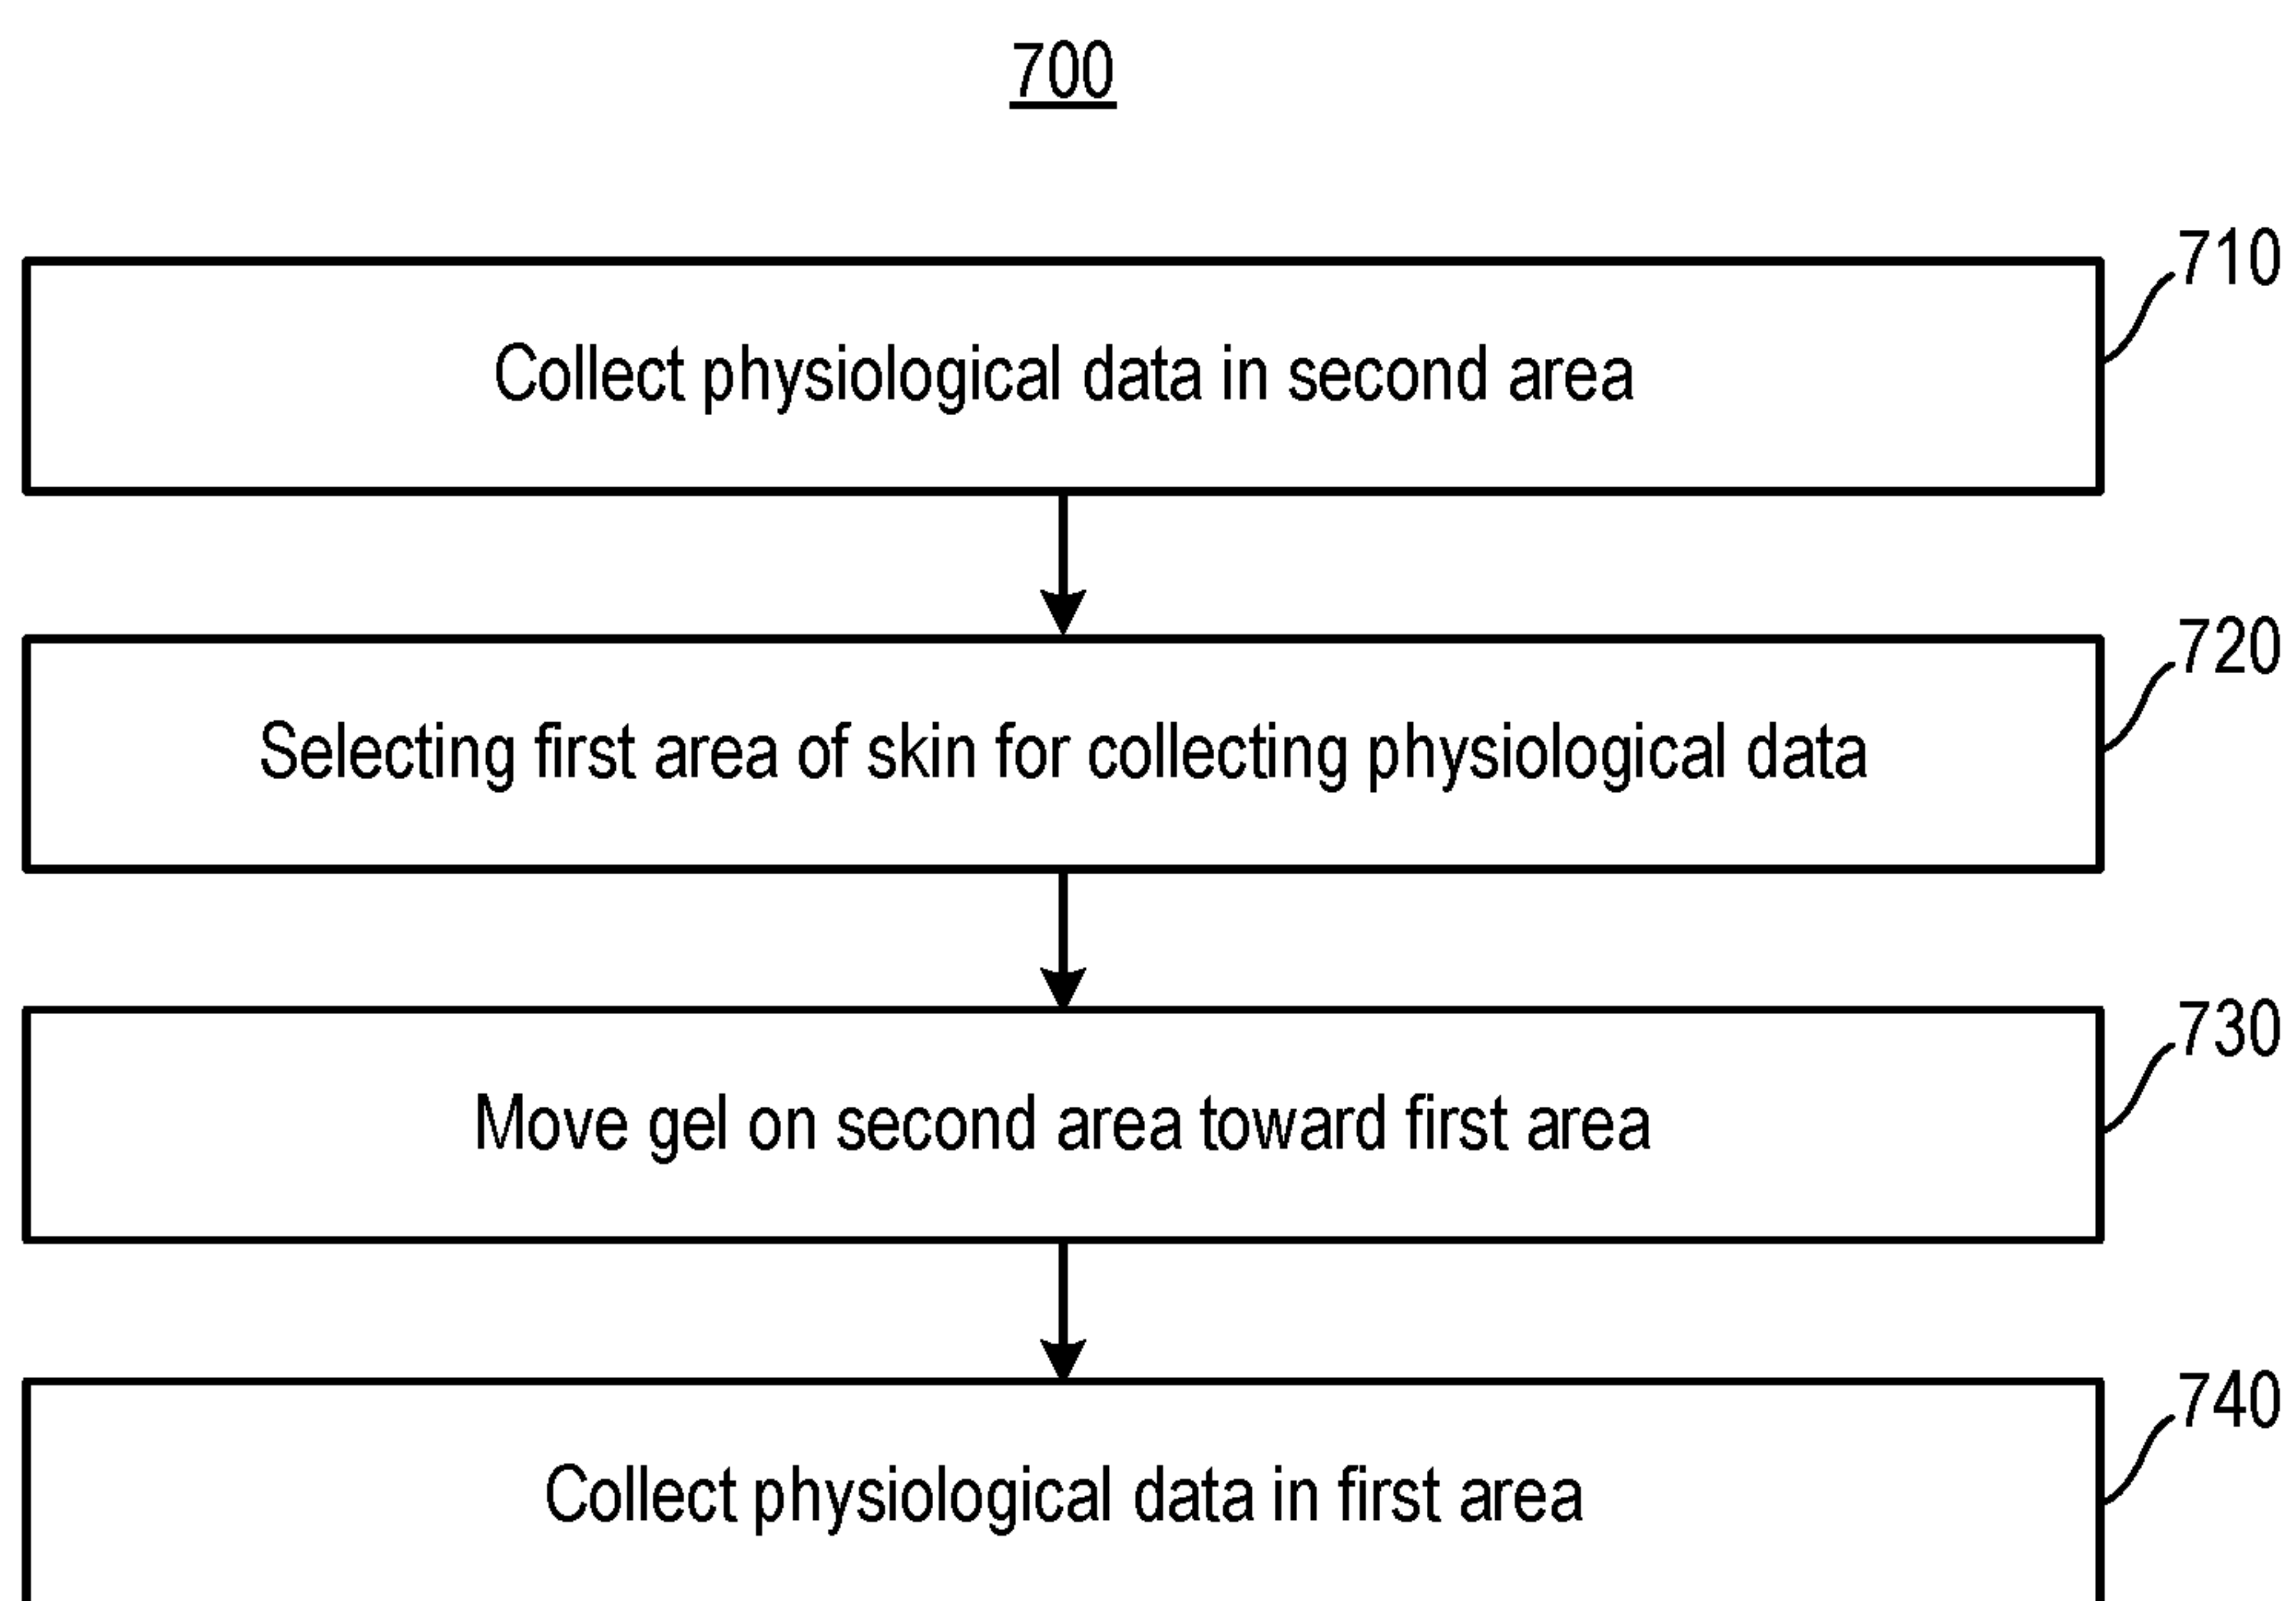 700
710
Collect physiological data in second area
720
Selecting first area of skin for collecting physiological data
730
Move gel on second area toward first area
740
Collect physiological data in first area